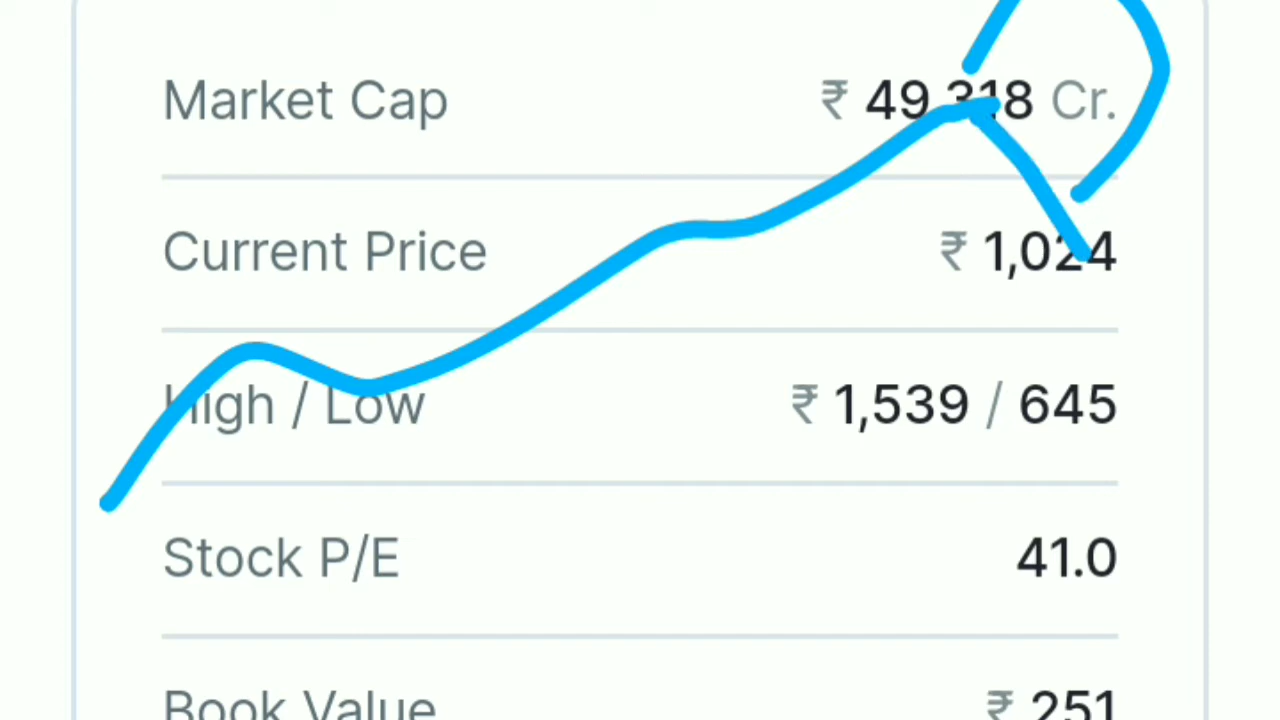 Market Cap ₹ 49,318 Cr.
Current Price ₹ 1,024
High / Low ₹ 1,539 / 645
Stock P/E 41.0
Book Value ₹ 251